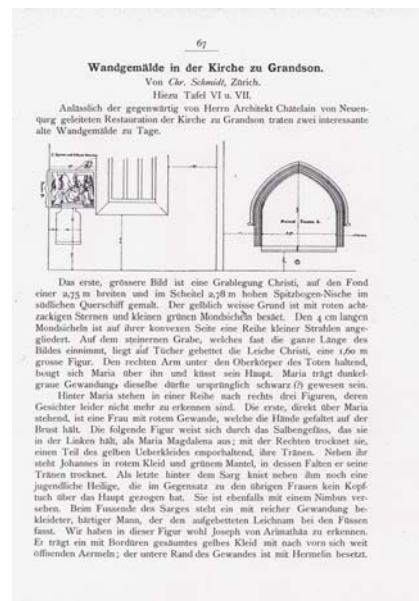 67
Wandgemälde in der Kirche zu Grandson.
Von Chr. Schmidt, Zürich.
Hiezu Tafel VI u. VII.
Anlässlich der gegenwärtig von Herrn Architekt Châtelain von Neuen-
qurg geleiteten Restauration der Kirche zu Grandson traten zwei interessante
alte Wandgemälde zu Tage.
Das erste, grössere Bild ist eine Grablegung Christi, auf den Fond
einer 2,75 m breiten und im Scheitel 2,78 m hohen Spitzbogen-Nische im
südlichen Querschiff gemalt. Der gelblich weisse Grund ist mit roten acht-
zackigen Sternen und kleinen grünen Mondsicheln besäet. Den 4 cm langen
Mondsicheln ist auf ihrer konvexen Seite eine Reihe kleiner Strahlen ange-
gliedert. Auf dem steinernen Grabe, welches fast die ganze Länge des
Bildes einnimmt, liegt auf Tücher gebettet die Leiche Christi, eine 1,60 m
grosse Figur. Den rechten Arm unter den Oberkörper des Toten haltend,
beugt sich Maria über ihn und küsst sein Haupt. Maria trägt dunkel-
graue Gewandung, dieselbe dürfte ursprünglich schwarz (?) gewesen sein.
Hinter Maria stehen in einer Reihe nach rechts drei Figuren, deren
Gesichter leider nicht mehr zu erkennen sind. Die erste, direkt über Maria
stehend, ist eine Frau mit rotem Gewande, welche die Hände gefaltet auf der
Brust hält. Die folgende Figur weist sich durch das Salbengefäss, das sie
in der Linken hält, als Maria Magdalena aus; mit der Rechten trocknet sie,
einen Teil des gelben Ueberkleides emporhaltend, ihre Tränen. Neben ihr
steht Johannes in rotem Kleid und grünem Mantel, in dessen Falten er seine
Tränen trocknet. Als letzte hinter dem Sarg kniet neben ihm noch eine
jugendliche Heilige, die im Gegensatz zu den übrigen Frauen kein Kopf-
tuch über das Haupt gezogen hat. Sie ist ebenfalls mit einem Nimbus ver-
sehen. Beim Fussende des Sarges steht ein mit reicher Gewandung be-
kleideter, bärtiger Mann, der den aufgebetteten Leichnam bei den Füssen
fasst. Wir haben in dieser Figur wohl Joseph von Arimathäa zu erkennen.
Er trägt ein mit Bordüren gesäumtes gelbes Kleid mit nach vorn sich weit
öffnenden Aermeln; der untere Rand des Gewandes ist mit Hermelin besetzt.